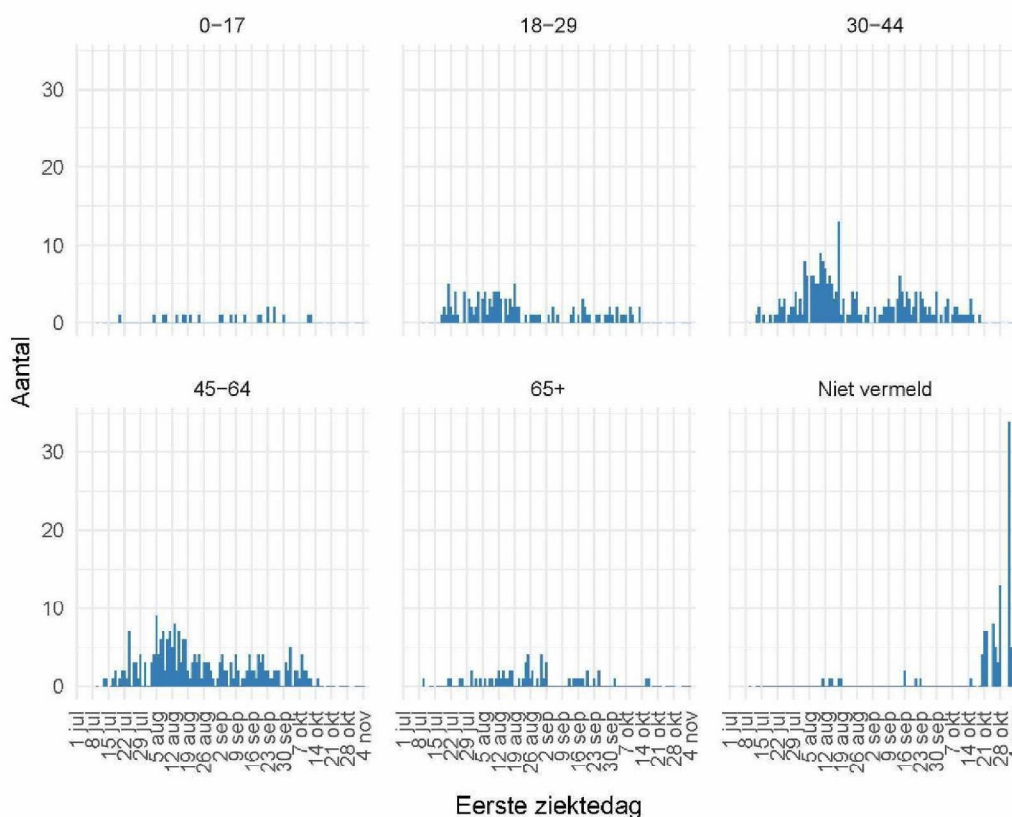 0−17 18−29 30−44
30
20
10
0
Aantal
45−64 65+ Niet vermeld
30
20
10
0
1 jul 8 jul 15 jul 22 jul 29 jul 5 aug 12 aug 19 aug 26 aug 2 sep 9 sep 16 sep 23 sep 30 sep 7 okt 14 okt 21 okt 28 okt 4 nov
1 jul 8 jul 15 jul 22 jul 29 jul 5 aug 12 aug 19 aug 26 aug 2 sep 9 sep 16 sep 23 sep 30 sep 7 okt 14 okt 21 okt 28 okt 4 nov
1 jul 8 jul 15 jul 22 jul 29 jul 5 aug 12 aug 19 aug 26 aug 2 sep 9 sep 16 sep 23 sep 30 sep 7 okt 14 okt 21 okt 28 okt
Eerste ziektedag